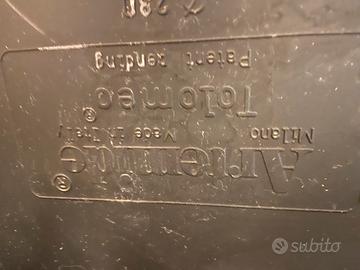 Artemide®
Milano Made in Italy
Tolomeo®
Patent Pending
subito